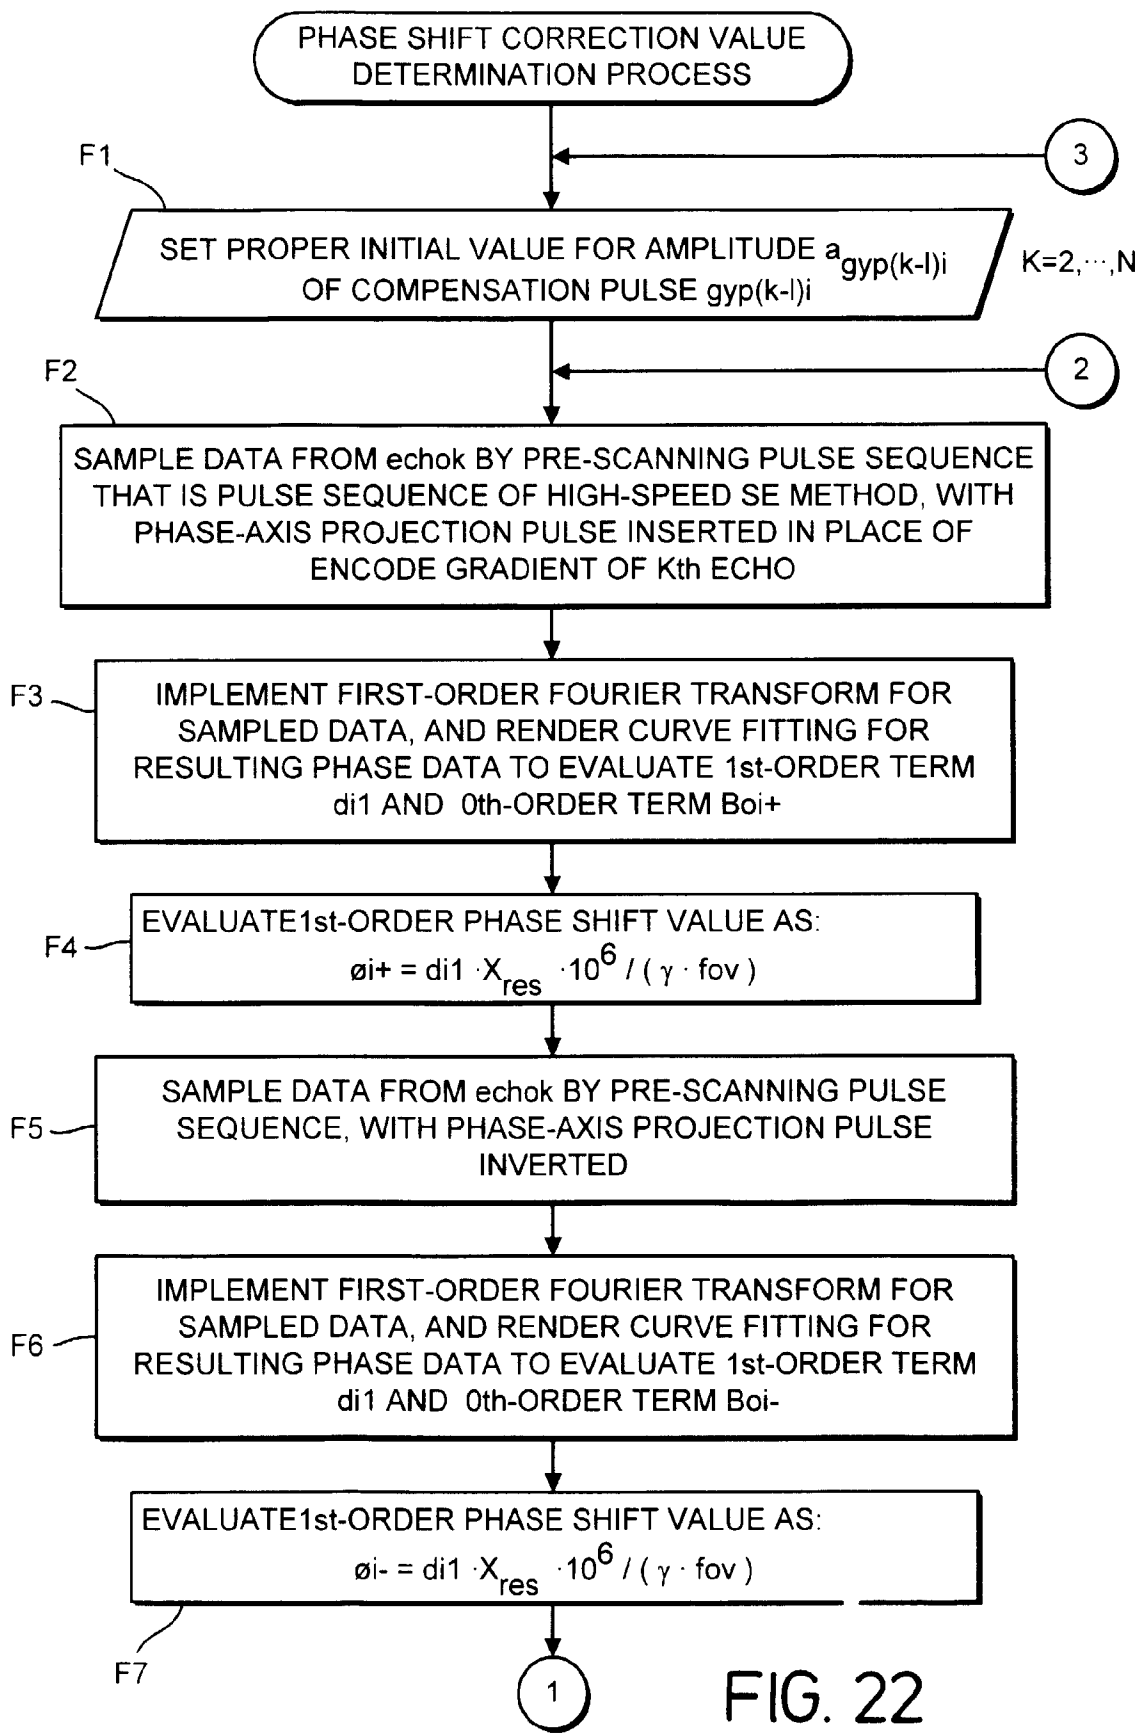 PHASE SHIFT CORRECTION VALUE
DETERMINATION PROCESS
3
F1
SET PROPER INITIAL VALUE FOR AMPLITUDE a gyp(k-l)i
OF COMPENSATION PULSE gyp(k-l)i
K=2,···,N
2
F2
SAMPLE DATA FROM echok BY PRE-SCANNING PULSE SEQUENCE
THAT IS PULSE SEQUENCE OF HIGH-SPEED SE METHOD, WITH
PHASE-AXIS PROJECTION PULSE INSERTED IN PLACE OF
ENCODE GRADIENT OF Kth ECHO
F3
IMPLEMENT FIRST-ORDER FOURIER TRANSFORM FOR
SAMPLED DATA, AND RENDER CURVE FITTING FOR
RESULTING PHASE DATA TO EVALUATE 1st-ORDER TERM
di1 AND 0th-ORDER TERM Boi+
F4
EVALUATE1st-ORDER PHASE SHIFT VALUE AS:
øi+ = di1 · Xres · 10^6 / ( γ · fov )
F5
SAMPLE DATA FROM echok BY PRE-SCANNING PULSE
SEQUENCE, WITH PHASE-AXIS PROJECTION PULSE
INVERTED
F6
IMPLEMENT FIRST-ORDER FOURIER TRANSFORM FOR
SAMPLED DATA, AND RENDER CURVE FITTING FOR
RESULTING PHASE DATA TO EVALUATE 1st-ORDER TERM
di1 AND 0th-ORDER TERM Boi-
EVALUATE1st-ORDER PHASE SHIFT VALUE AS:
øi- = di1 · Xres · 10^6 / ( γ · fov )
F7
1
FIG. 22